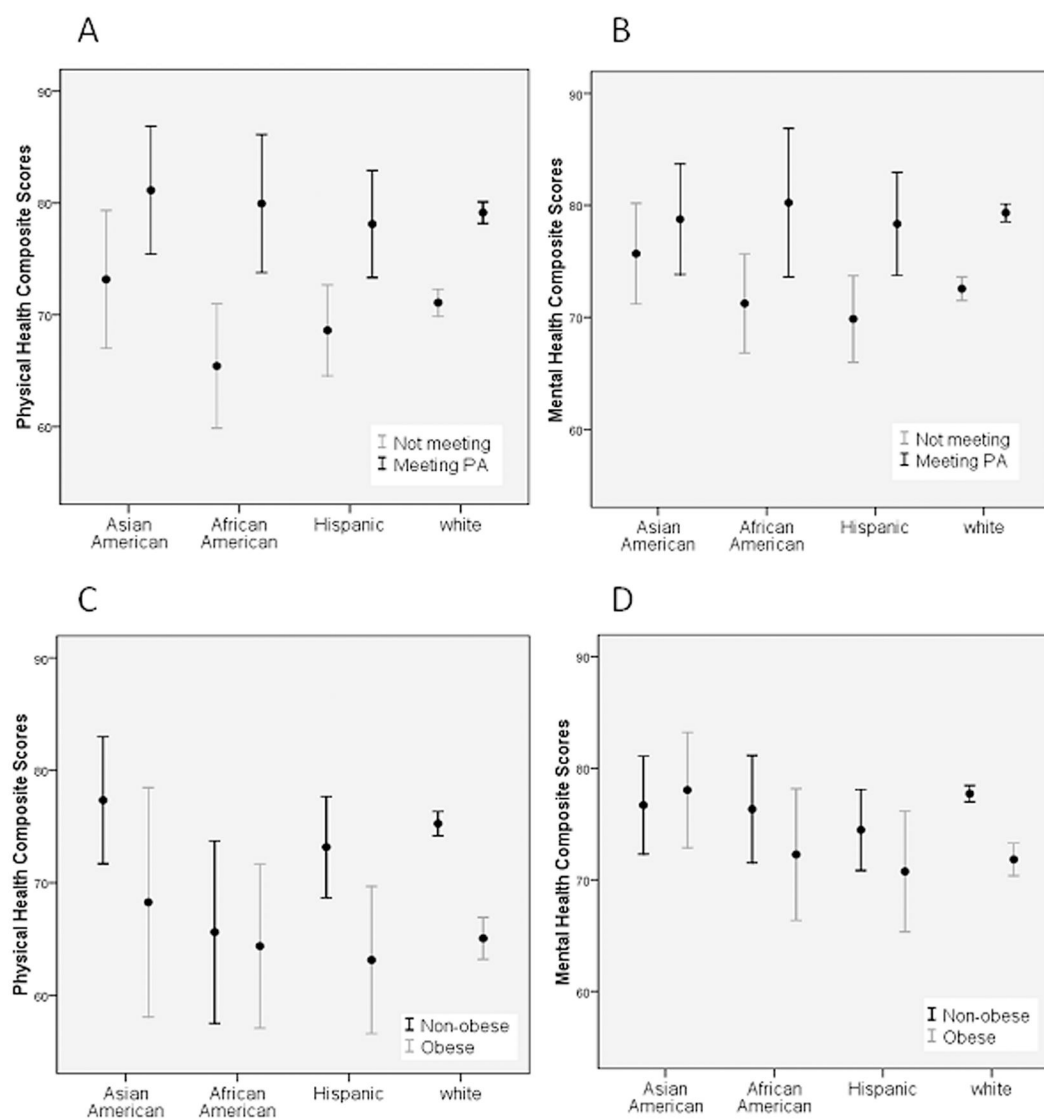 A
Physical Health Composite Scores
90
80
70
60
Not meeting
Meeting PA
Asian
American
African
American
Hispanic
white
B
Mental Health Composite Scores
90
80
70
60
Not meeting
Meeting PA
Asian
American
African
American
Hispanic
white
C
Physical Health Composite Scores
90
80
70
60
Non-obese
Obese
Asian
American
African
American
Hispanic
white
D
Mental Health Composite Scores
90
80
70
60
Non-obese
Obese
Asian
American
African
American
Hispanic
white